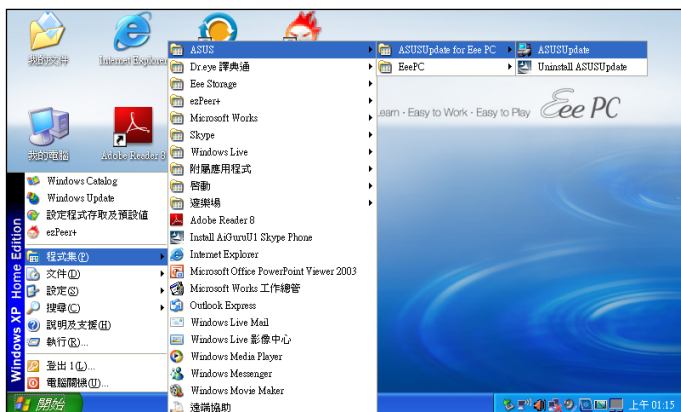 我的文件
Internet Explorer
ASUS
ASUSUpdate for Eee PC
ASUSUpdate
Dr.eye 譯典通
EeePC
Uninstall ASUSUpdate
Eee Storage
ezPeer+
Microsoft Works
Skype
Windows Live
附屬應用程式
啟動
遊樂場
Adobe Reader 8
Install AiGuruU1 Skype Phone
Internet Explorer
Microsoft Office PowerPoint Viewer 2003
Microsoft Works 工作總管
Outlook Express
Windows Live Mail
Windows Live 影像中心
Windows Media Player
Windows Messenger
Windows Movie Maker
遠端協助
earn · Easy to Work · Easy to Play
Eee PC
我的電腦
Adobe Reader 8
Windows Catalog
Windows Update
設定程式存取及預設值
ezPeer+
程式集(P)
文件(D)
設定(S)
搜尋(C)
說明及支援(H)
執行(R)...
登出 1(L)...
電腦關機(U)...
Windows XP Home Edition
開始
上午 01:15